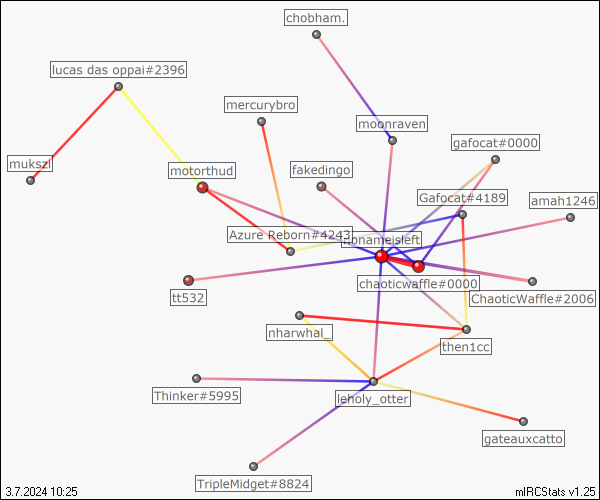 chobham.
lucas das oppai#2396
mercurybro
moonraven
gafocat#0000
mukszi
motorthud
fakedingo
Gafocat#4189
amah1246
Azure Reborn#4243
nonameisleft
chaoticwaffle#0000
tt532
ChaoticWaffle#2006
nharwhal_
then1cc
Thinker#5995
leholy_otter
gateauxcatto
TripleMidget#8824
3.7.2024 10:25
mIRCStats v1.25